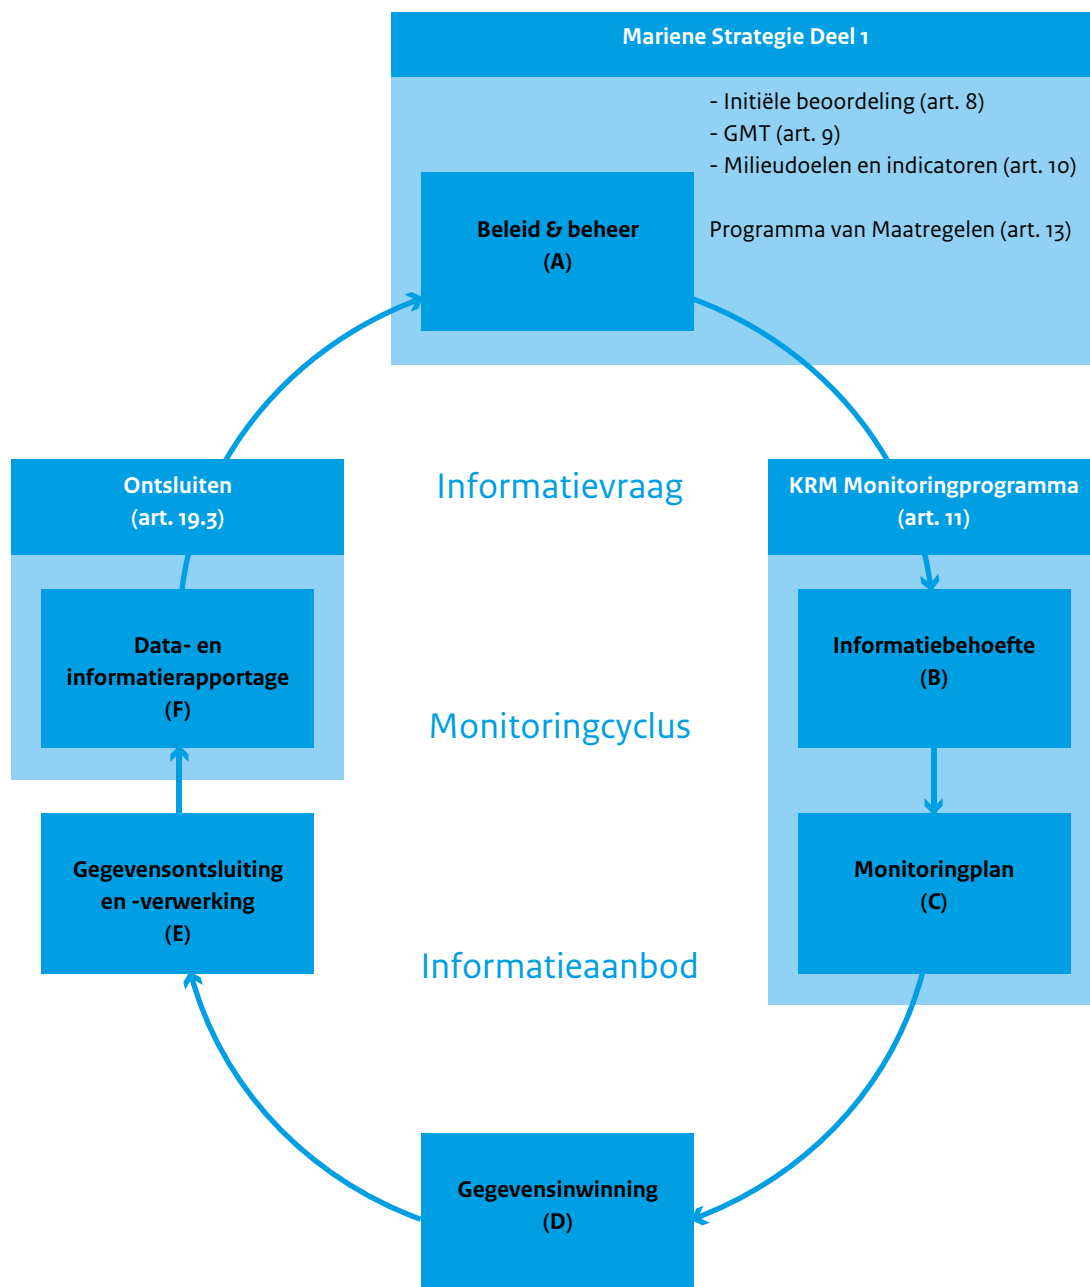 Mariene Strategie Deel 1
- Initiële beoordeling (art. 8)
- GMT (art. 9)
- Milieudoelen en indicatoren (art. 10)
Programma van Maatregelen (art. 13)
Beleid & beheer
(A)
Informatievraag
Ontsluiten
(art. 19.3)
KRM Monitoringprogramma
(art. 11)
Data- en
informatierapportage
(F)
Informatiebehoefte
(B)
Monitoringcyclus
Gegevensontsluiting
en -verwerking
(E)
Monitoringplan
(C)
Informatieaanbod
Gegevensinwinning
(D)